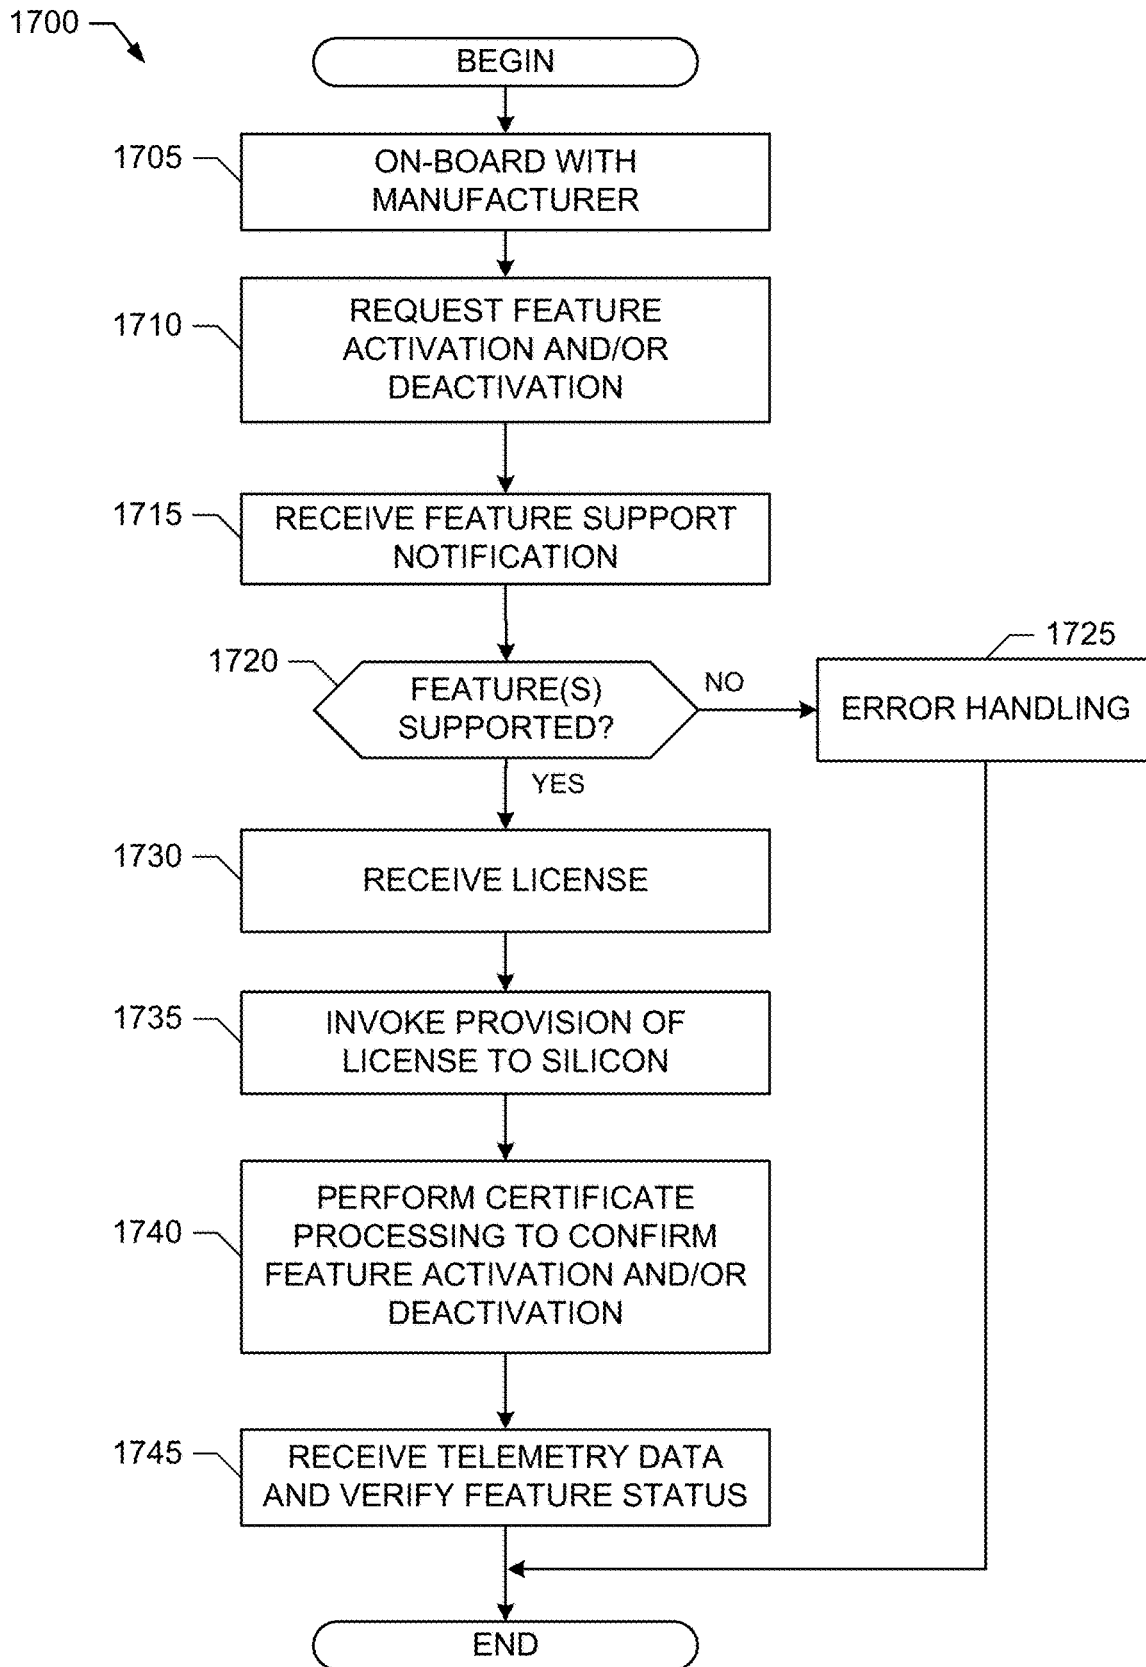 1700
BEGIN
1705
ON-BOARD WITH
MANUFACTURER
1710
REQUEST FEATURE
ACTIVATION AND/OR
DEACTIVATION
1715
RECEIVE FEATURE SUPPORT
NOTIFICATION
1720
FEATURE(S)
SUPPORTED?
NO
1725
ERROR HANDLING
YES
1730
RECEIVE LICENSE
1735
INVOKE PROVISION OF
LICENSE TO SILICON
1740
PERFORM CERTIFICATE
PROCESSING TO CONFIRM
FEATURE ACTIVATION AND/OR
DEACTIVATION
1745
RECEIVE TELEMETRY DATA
AND VERIFY FEATURE STATUS
END